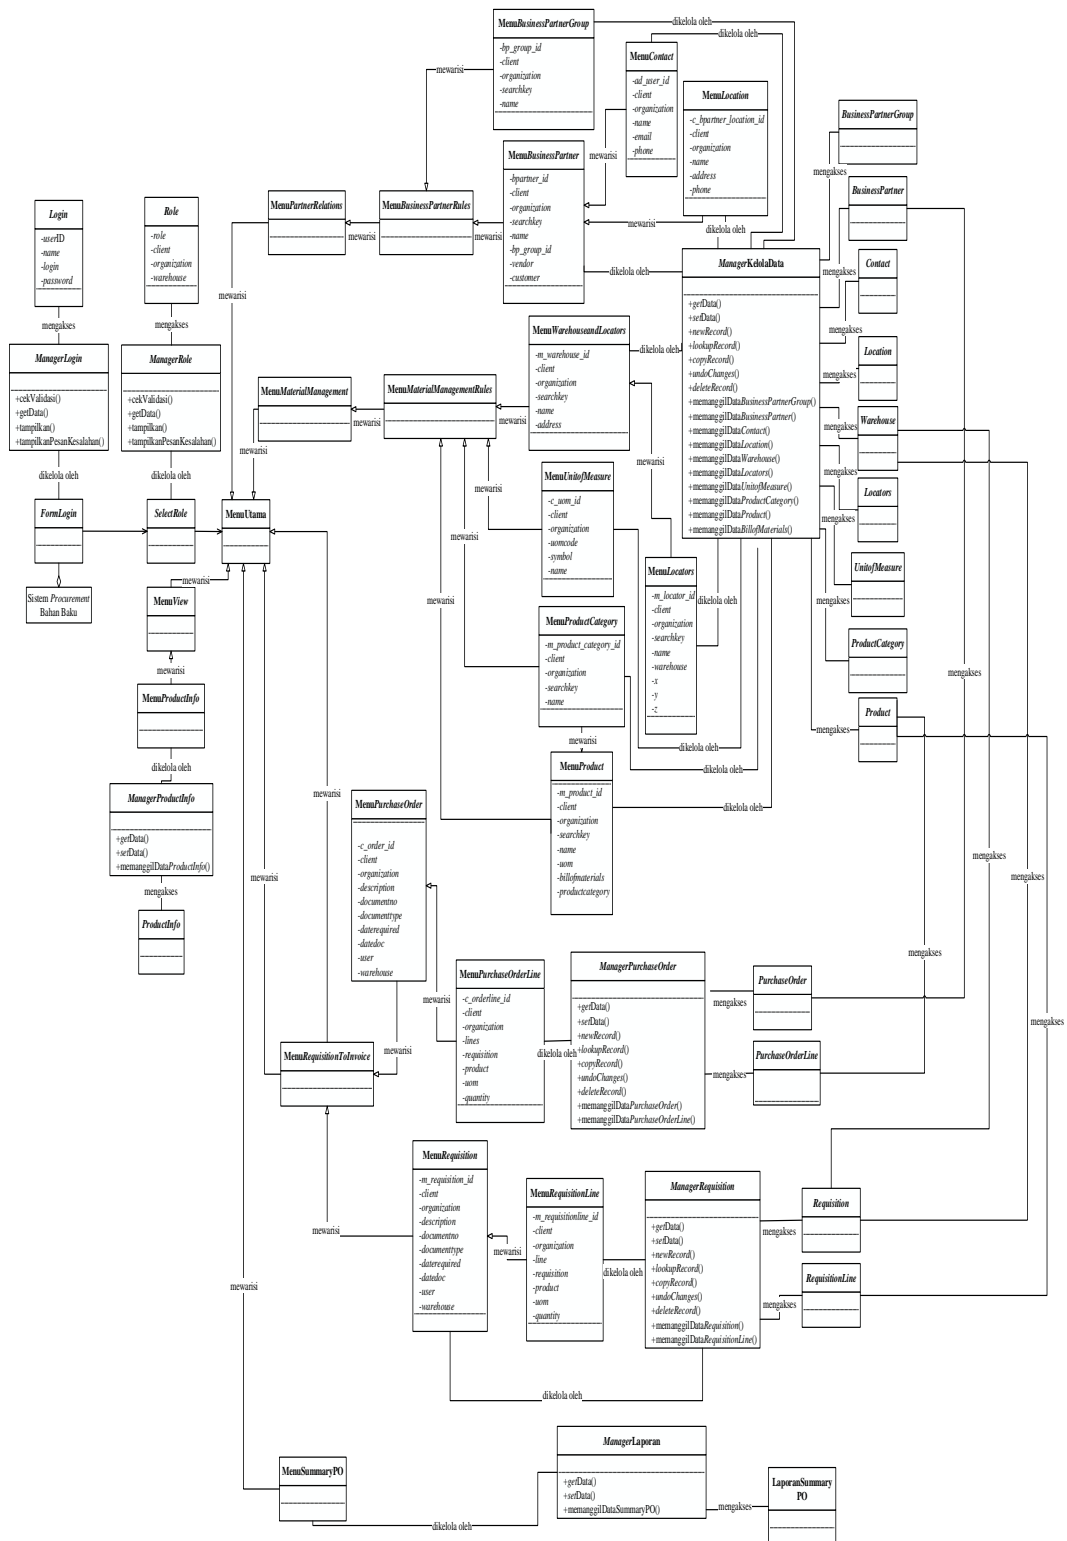 MenuBusinessPartnerGroup
-bp_group_id
-client
-organization
-searchkey
-name
dikelola oleh
dikelola oleh
MenuContact
-ad_user_id
-client
-organization
-name
-email
-phone
mewarisi
mewarisi
MenuLocation
-c_bpartner_location_id
-client
-organization
-name
-address
-phone
BusinessPartnerGroup
mengakses
MenuBusinessPartner
-bpartner_id
-client
-organization
-searchkey
-name
-bp_group_id
-vendor
-customer
BusinessPartner
mengakses
MenuPartnerRelations
MenuBusinessPartnerRules
mewarisi
mewarisi
mewarisi
mewarisi
mewarisi
dikelola oleh
dikelola oleh
Login
-userID
-name
-login
-password
Role
-role
-client
-organization
-warehouse
mengakses
mengakses
ManagerKelolaData
+getData()
+setData()
+newRecord()
+lookupRecord()
+copyRecord()
+undoChanges()
+deleteRecord()
+memanggilDataBusinessPartnerGroup()
+memanggilDataBusinessPartner()
+memanggilDataContact()
+memanggilDataLocation()
+memanggilDataWarehouse()
+memanggilDataLocators()
+memanggilDataUnitofMeasure()
+memanggilDataProductCategory()
+memanggilDataProduct()
+memanggilDataBillofMaterials()
Contact
mengakses
mengakses
Location
mengakses
mengakses
Warehouse
mengakses
mengakses
Locators
mengakses
mengakses
UnitofMeasure
mengakses
ProductCategory
Product
mengakses
ManagerLogin
+cekValidasi()
+getData()
+tampilkan()
+tampilkanPesanKesalahan()
ManagerRole
+cekValidasi()
+getData()
+tampilkan()
+tampilkanPesanKesalahan()
dikelola oleh
dikelola oleh
MenuMaterialManagement
MenuMaterialManagementRules
mewarisi
mewarisi
mewarisi
MenuWarehouseandLocators
-m_warehouse_id
-client
-organization
-searchkey
-name
-address
dikelola oleh
mewarisi
FormLogin
SelectRole
MenuUtama
Sistem Procurement
Bahan Baku
MenuUnitofMeasure
-c_uom_id
-client
-organization
-uomcode
-symbol
-name
mewarisi
MenuLocators
-m_locator_id
-client
-organization
-searchkey
-name
-warehouse
-x
-y
-z
dikelola oleh
mewarisi
MenuView
mewarisi
mewarisi
mewarisi
MenuProductCategory
-m_product_category_id
-client
-organization
-searchkey
-name
mewarisi
dikelola oleh
dikelola oleh
dikelola oleh
MenuProductInfo
dikelola oleh
ManagerProductInfo
+getData()
+setData()
+memanggilDataProductInfo()
mengakses
ProductInfo
MenuProduct
-m_product_id
-client
-organization
-searchkey
-name
-uom
-billofmaterials
-productcategory
mewarisi
mewarisi
MenuPurchaseOrder
-c_order_id
-client
-organization
-description
-documentno
-documenttype
-daterequired
-datedoc
-user
-warehouse
mengakses
mengakses
mengakses
mengakses
MenuPurchaseOrderLine
-c_orderline_id
-client
-organization
-lines
-requisition
-product
-uom
-quantity
mewarisi
dikelola oleh
ManagerPurchaseOrder
+getData()
+setData()
+newRecord()
+lookupRecord()
+copyRecord()
+undoChanges()
+deleteRecord()
+memanggilDataPurchaseOrder()
+memanggilDataPurchaseOrderLine()
mengakses
PurchaseOrder
mengakses
PurchaseOrderLine
mewarisi
MenuRequisitionToInvoice
MenuRequisition
-m_requisition_id
-client
-organization
-description
-documentno
-documenttype
-daterequired
-datedoc
-user
-warehouse
mewarisi
mewarisi
MenuRequisitionLine
-m_requisitionline_id
-client
-organization
-line
-requisition
-product
-uom
-quantity
dikelola oleh
ManagerRequisition
+getData()
+setData()
+newRecord()
+lookupRecord()
+copyRecord()
+undoChanges()
+deleteRecord()
+memanggilDataRequisition()
+memanggilDataRequisitionLine()
mengakses
Requisition
mengakses
RequisitionLine
dikelola oleh
mewarisi
MenuSummaryPO
dikelola oleh
ManagerLaporan
+getData()
+setData()
+memanggilDataSummaryPO()
mengakses
LaporanSummary
PO